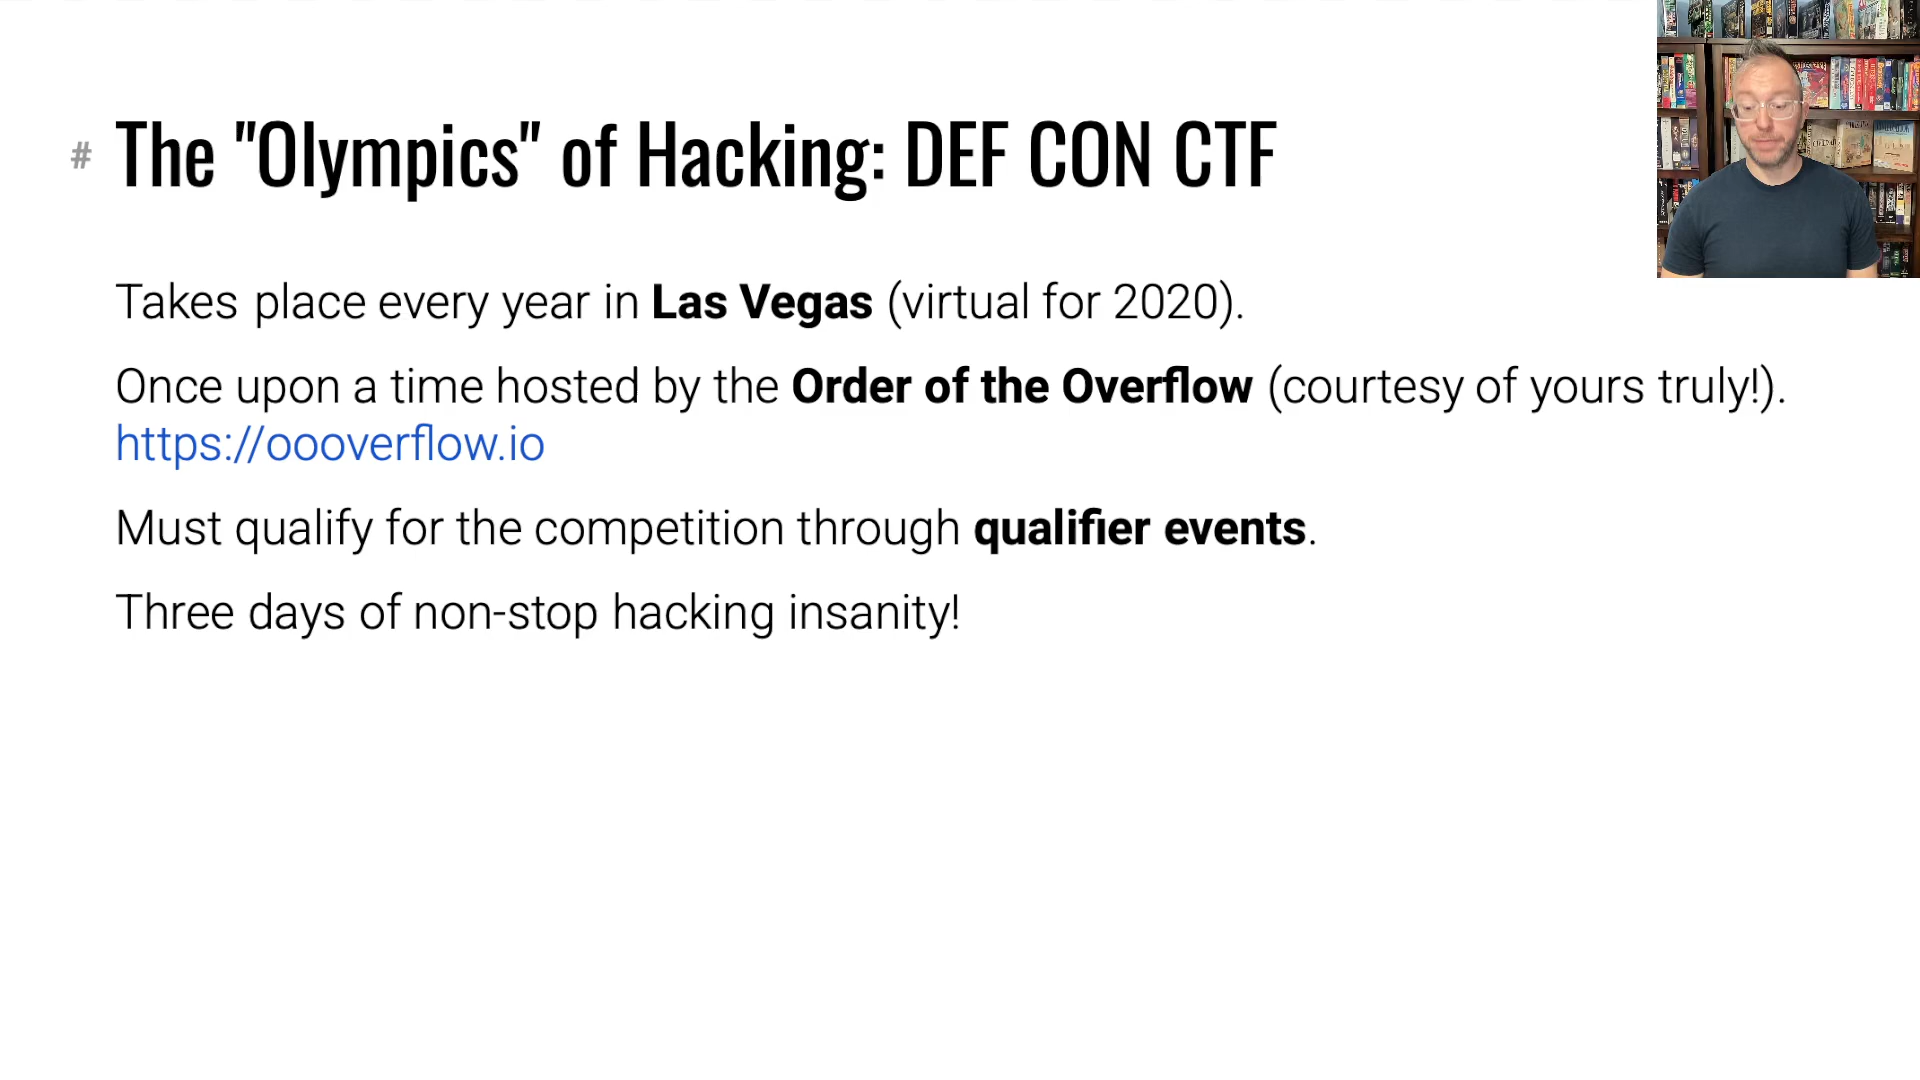 # The "Olympics" of Hacking: DEF CON CTF
Takes place every year in Las Vegas (virtual for 2020).
Once upon a time hosted by the Order of the Overflow (courtesy of yours truly!).
https://oooverflow.io
Must qualify for the competition through qualifier events.
Three days of non-stop hacking insanity!